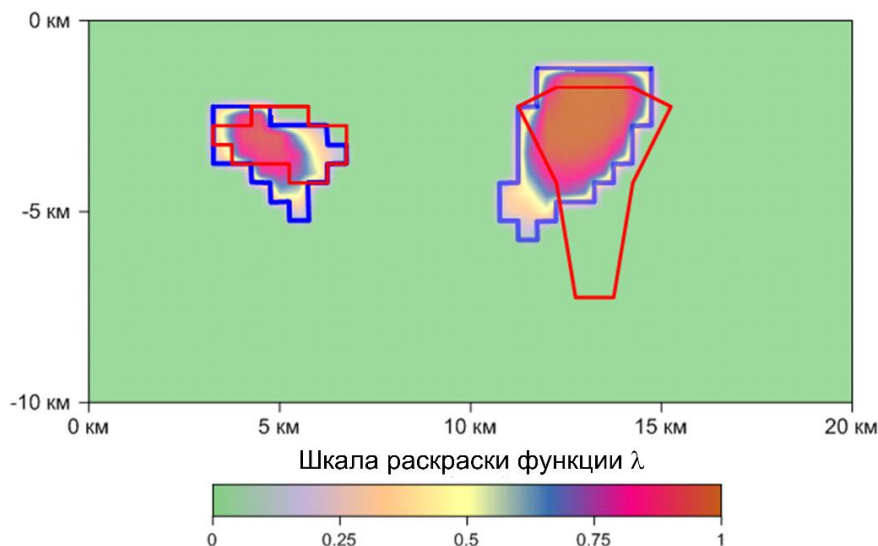 0 км
-5 км
-10 км
0 км 5 км 10 км 15 км 20 км
Шкала раскраски функции λ
0 0.25 0.5 0.75 1